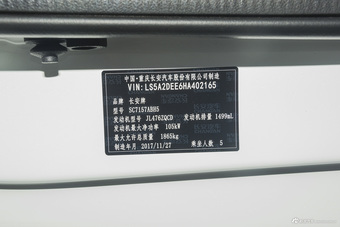 中国·重庆长安汽车股份有限公司制造
VIN:LS5A2DEE6HA402165
品牌 长安牌
型号 SC7157ABH5
发动机型号 JL476ZQCD 发动机排量 1499mL
发动机最大净功率 105kW
最大允许总质量 1865kg
制造年月 2017/11/27 乘坐人数 5